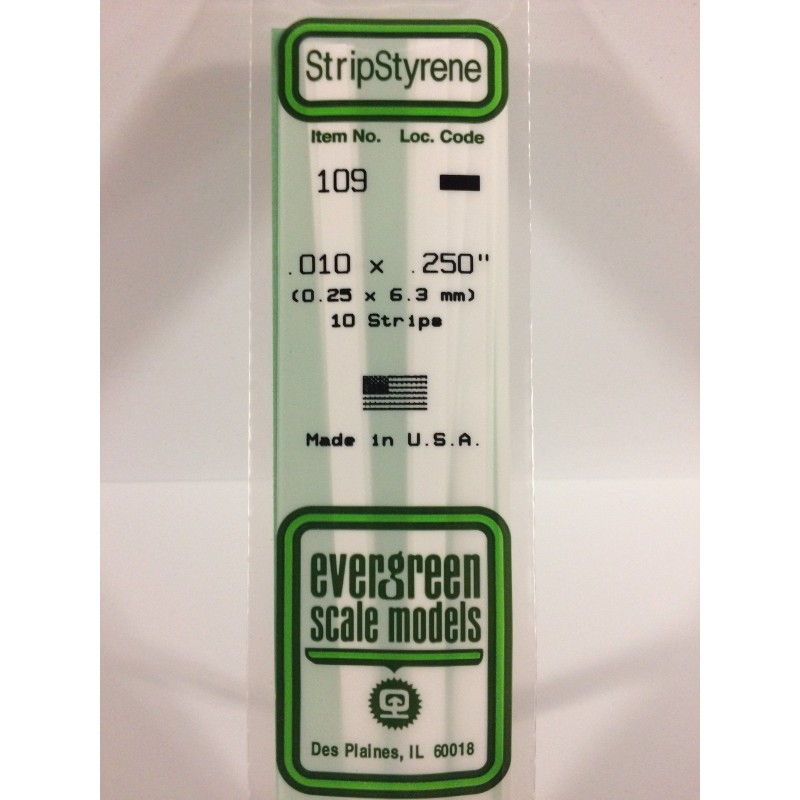 StripStyrene
Item No. Loc. Code
109
.010 x .250"
(0.25 x 6.3 mm)
10 Strips
Made in U.S.A.
evergreen
scale models
Des Plaines, IL 60018